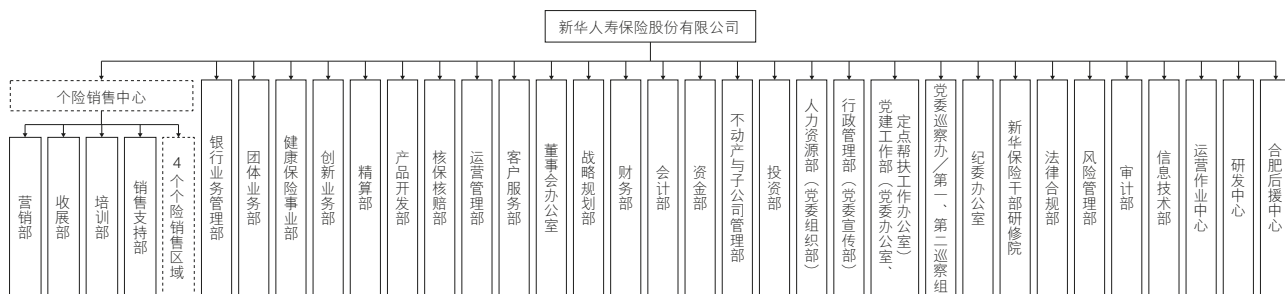 新华人寿保险股份有限公司
个险销售中心
营销部
收展部
培训部
销售支持部
4个个险销售区域
银行业务管理部
团体业务部
健康保险事业部
创新业务部
精算部
产品开发部
核保核赔部
运营管理部
客户服务部
董事会办公室
战略规划部
财务部
会计部
资金部
不动产与子公司管理部
投资部
人力资源部（党委组织部）
行政管理部（党委宣传部）
党建工作部（党委办公室、
定点帮扶工作办公室）
党委巡察办／第一、第二巡察组
纪委办公室
新华保险干部研修院
法律合规部
风险管理部
审计部
信息技术部
运营作业中心
研发中心
合肥后援中心